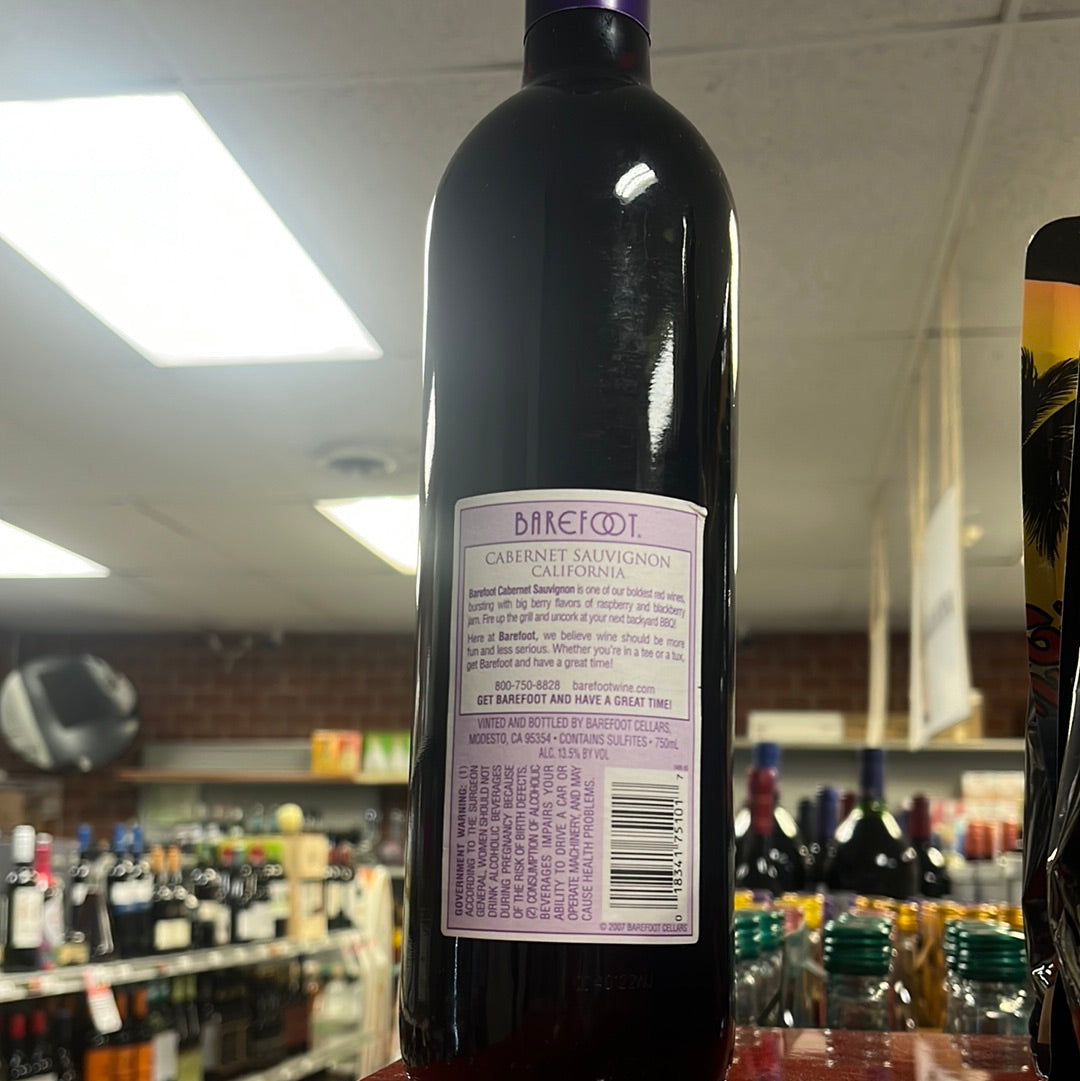 BAREFOOT.
CABERNET SAUVIGNON
CALIFORNIA
Barefoot Cabernet Sauvignon is one of our boldest red wines,
bursting with big berry flavors of raspberry and blackberry
jam. Fire up the grill and uncork at your next backyard BBQ!
Here at Barefoot, we believe wine should be more
fun and less serious. Whether you're in a tee or a tux,
get Barefoot and have a great time!
800-750-8828 barefootwine.com
GET BAREFOOT AND HAVE A GREAT TIME!
VINTED AND BOTTLED BY BAREFOOT CELLARS,
MODESTO, CA 95354 • CONTAINS SULFITES • 750mL
ALC. 13.5% BY VOL
GOVERNMENT WARNING: (1)
ACCORDING TO THE SURGEON
GENERAL, WOMEN SHOULD NOT
DRINK ALCOHOLIC BEVERAGES
DURING PREGNANCY BECAUSE
OF THE RISK OF BIRTH DEFECTS.
(2) CONSUMPTION OF ALCOHOLIC
BEVERAGES IMPAIRS YOUR
ABILITY TO DRIVE A CAR OR
OPERATE MACHINERY, AND MAY
CAUSE HEALTH PROBLEMS.
0 18341 75101 7
© 2007 BAREFOOT CELLARS